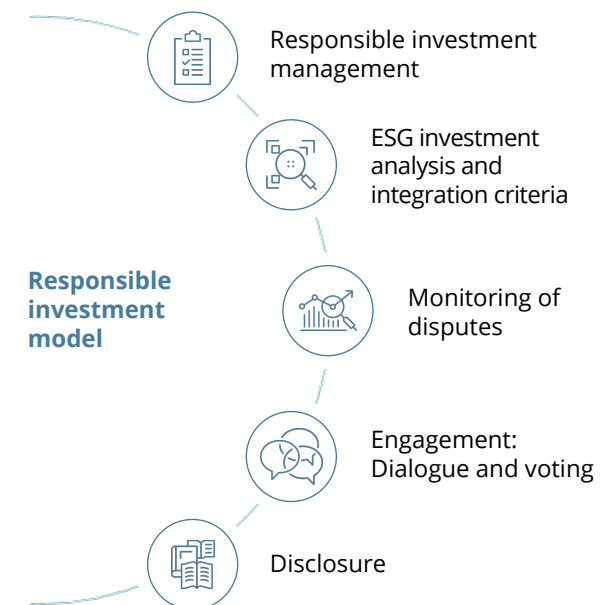 Responsible investment
management
ESG investment
analysis and
integration criteria
Responsible
investment
model
Monitoring of
disputes
Engagement:
Dialogue and voting
Disclosure